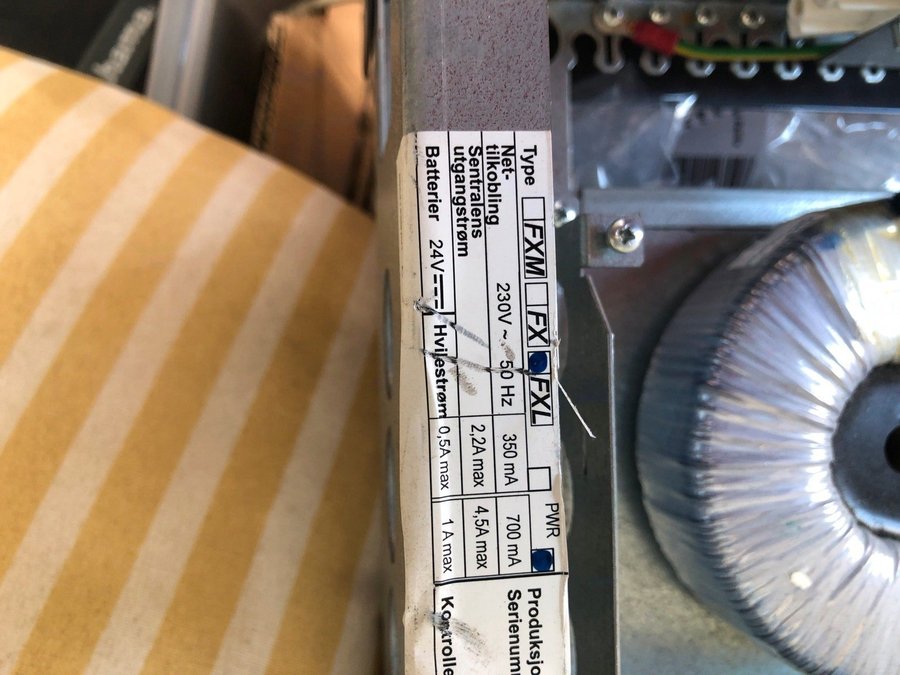 Type FXM FX FXL PWR
Net-
tilkobling 230V ~ 50 Hz 350 mA 700 mA
Sentralens
utgangstrøm 2,2A max 4,5A max
Batterier 24V Hvilestrøm 0,5A max 1 A max
Produksjo
Serienum
Kontrolle
hama